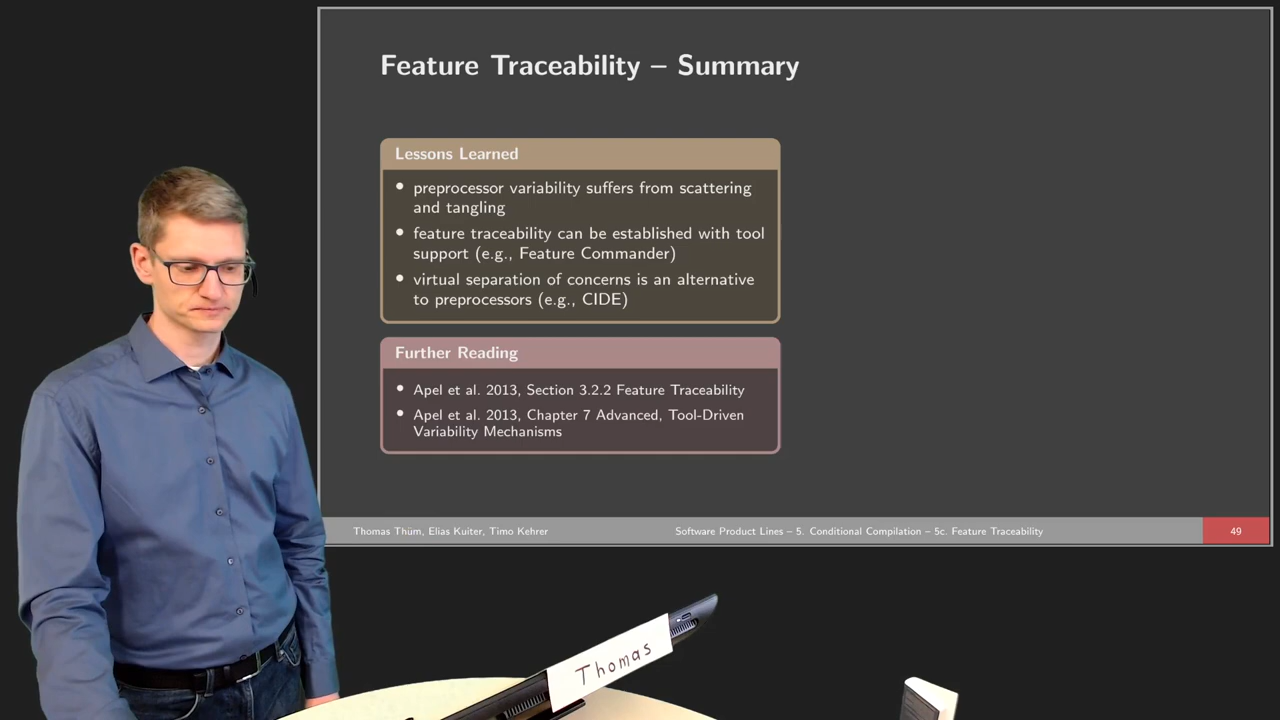 Feature Traceability – Summary
Lessons Learned
• preprocessor variability suffers from scattering
and tangling
• feature traceability can be established with tool
support (e.g., Feature Commander)
• virtual separation of concerns is an alternative
to preprocessors (e.g., CIDE)
Further Reading
• Apel et al. 2013, Section 3.2.2 Feature Traceability
• Apel et al. 2013, Chapter 7 Advanced, Tool-Driven
Variability Mechanisms
Thomas Thüm, Elias Kuiter, Timo Kehrer
Software Product Lines – 5. Conditional Compilation – 5c. Feature Traceability
49
Thomas